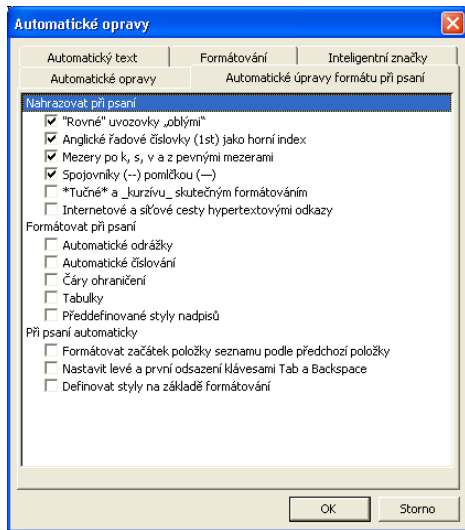 Automatické opravy
Automatický text
Formátování
Inteligentní značky
Automatické opravy
Automatické úpravy formátu při psaní
Nahrazovat při psaní
"Rovné" uvozovky „oblými“
Anglické řadové číslovky (1st) jako horní index
Mezery po k, s, v a z pevnými mezerami
Spojovníky (--) pomlčkou (—)
*Tučné* a _kurzívu_ skutečným formátováním
Internetové a síťové cesty hypertextovými odkazy
Formátovat při psaní
Automatické odrážky
Automatické číslování
Čáry ohraničení
Tabulky
Předdefinované styly nadpisů
Při psaní automaticky
Formátovat začátek položky seznamu podle předchozí položky
Nastavit levé a první odsazení klávesami Tab a Backspace
Definovat styly na základě formátování
OK
Storno